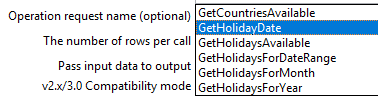 Operation request name (optional)
The number of rows per call
Pass input data to output
v2.x/3.0 Compatibility mode
GetCountriesAvailable
GetHolidayDate
GetHolidaysAvailable
GetHolidaysForDateRange
GetHolidaysForMonth
GetHolidaysForYear